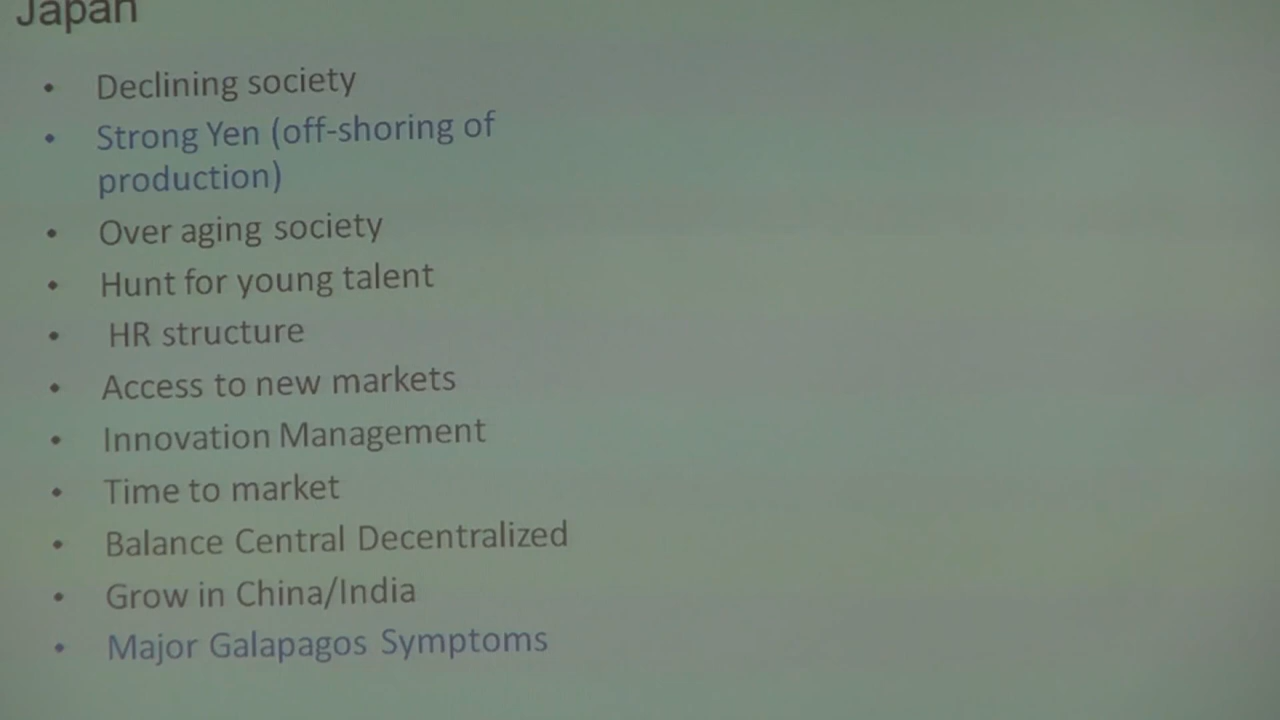 Japan
• Declining society
• Strong Yen (off-shoring of
production)
• Over aging society
• Hunt for young talent
• HR structure
• Access to new markets
• Innovation Management
• Time to market
• Balance Central Decentralized
• Grow in China/India
• Major Galapagos Symptoms